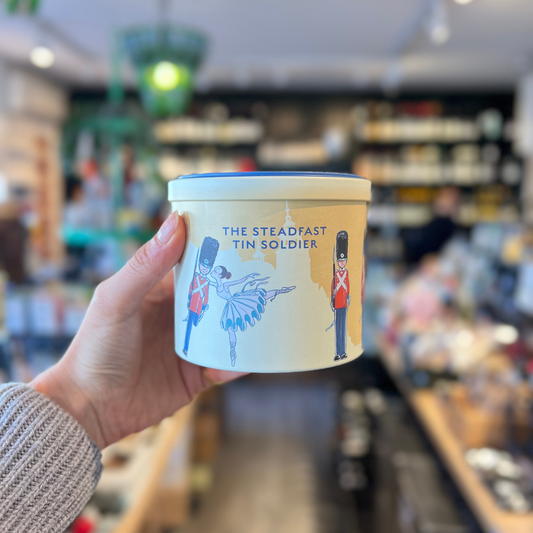 THE STEADFAST
TIN SOLDIER